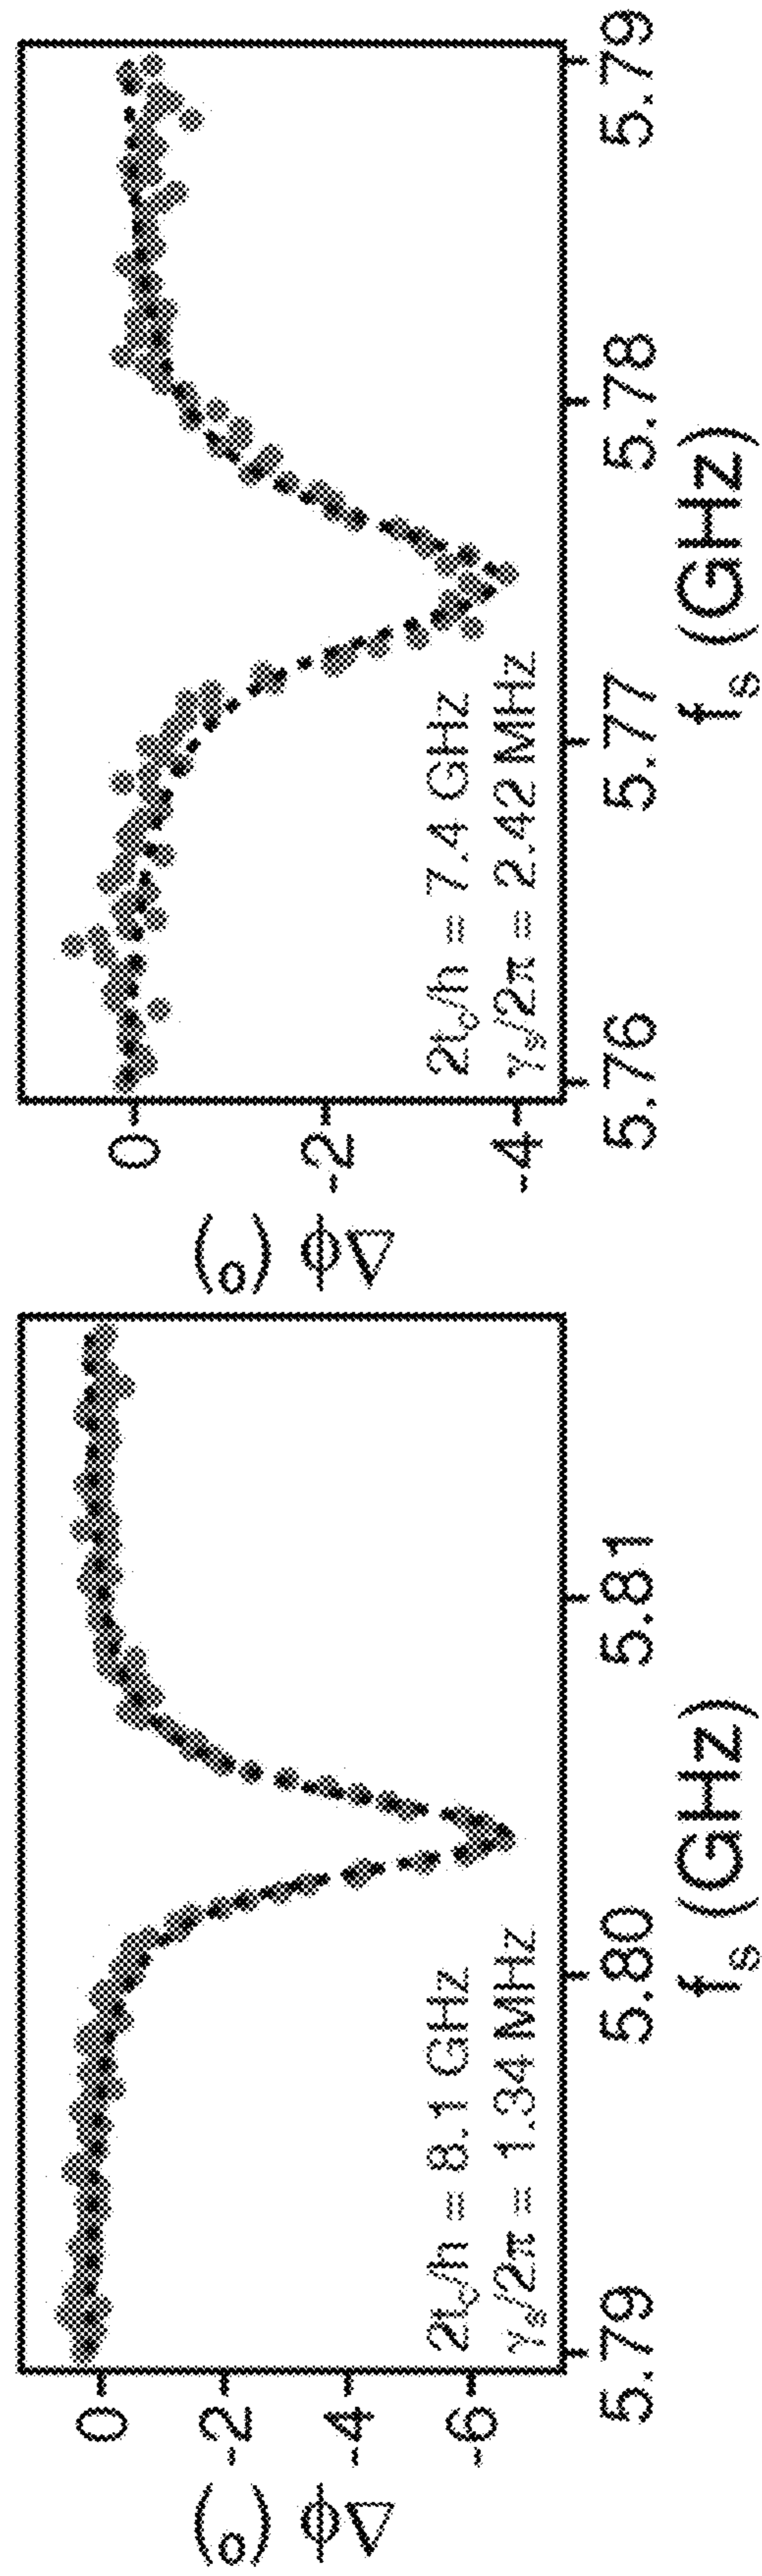 Δϕ (o)
0
-2
-4
-6
2t_c/h = 8.1 GHz
γ_s/2π = 1.34 MHz
5.79
5.80
5.81
f_s (GHz)
Δϕ (o)
0
-2
-4
2t_c/h = 7.4 GHz
γ_s/2π = 2.42 MHz
5.76
5.77
5.78
5.79
f_s (GHz)